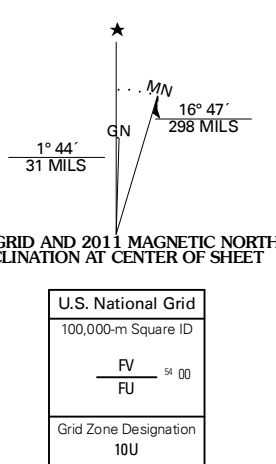 ★
MN
GN
16° 47´
298 MILS
1° 44´
31 MILS
GRID AND 2011 MAGNETIC NORTH
CLINATION AT CENTER OF SHEET
U.S. National Grid
100,000-m Square ID
FV
54 00
FU
Grid Zone Designation
10U